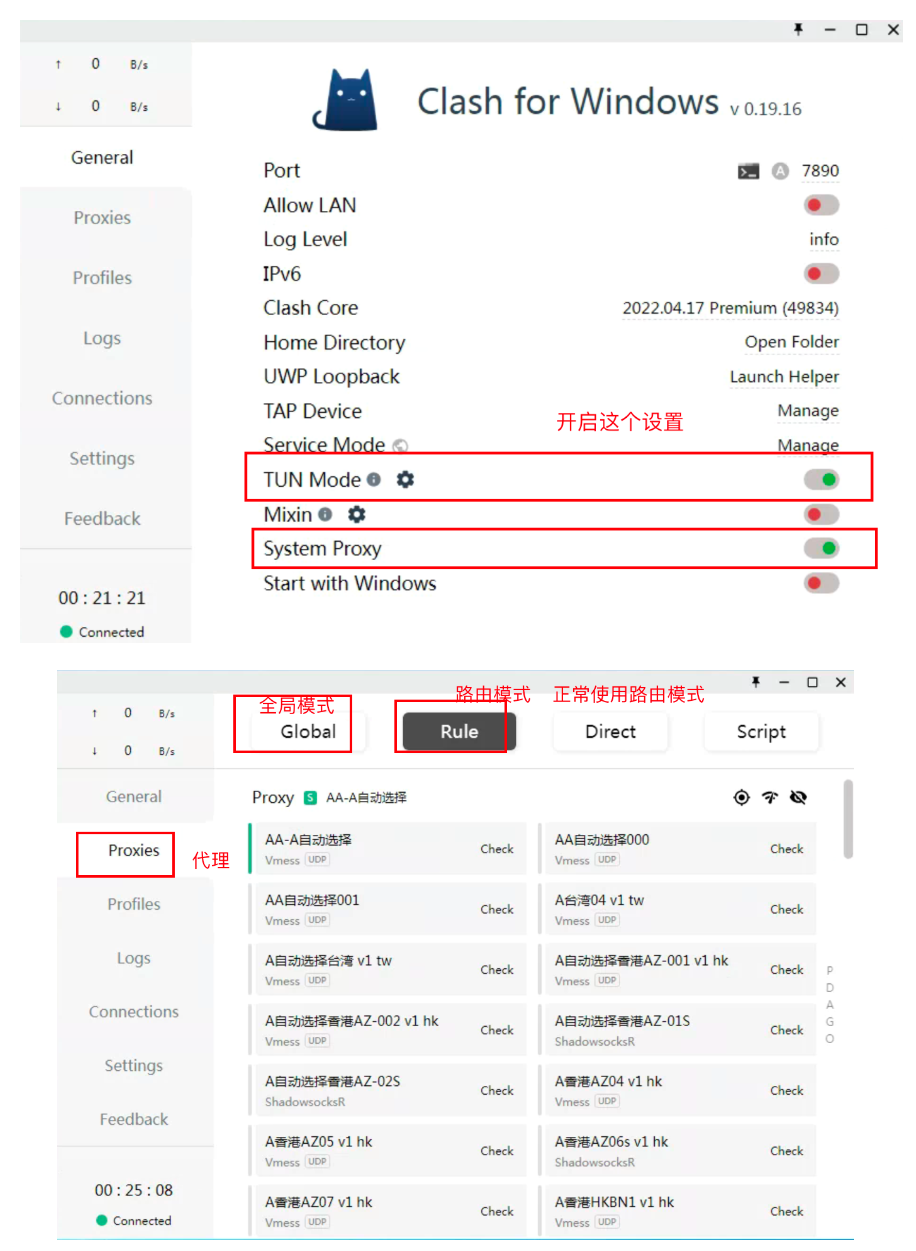 ↑ 0 B/s
↓ 0 B/s
General
Proxies
Profiles
Logs
Connections
Settings
Feedback
00 : 21 : 21
Connected
Clash for Windows v 0.19.16
Port A 7890
Allow LAN
Log Level info
IPv6
Clash Core 2022.04.17 Premium (49834)
Home Directory Open Folder
UWP Loopback Launch Helper
TAP Device Manage
开启这个设置
Service Mode Manage
TUN Mode
Mixin
System Proxy
Start with Windows
↑ 0 B/s
↓ 0 B/s
General
Proxies
代理
Profiles
Logs
Connections
Settings
Feedback
00 : 25 : 08
Connected
全局模式 路由模式 正常使用路由模式
Global Rule Direct Script
Proxy S AA-A自动选择
AA-A自动选择 Check
Vmess UDP
AA自动选择000 Check
Vmess UDP
AA自动选择001 Check
Vmess UDP
A台湾04 v1 tw Check
Vmess UDP
A自动选择台湾 v1 tw Check
Vmess UDP
A自动选择香港AZ-001 v1 hk Check
Vmess UDP
A自动选择香港AZ-002 v1 hk Check
Vmess UDP
A自动选择香港AZ-01S Check
ShadowsocksR
A自动选择香港AZ-02S Check
ShadowsocksR
A香港AZ04 v1 hk Check
Vmess UDP
A香港AZ05 v1 hk Check
Vmess UDP
A香港AZ06s v1 hk Check
ShadowsocksR
A香港AZ07 v1 hk Check
Vmess UDP
A香港HKBN1 v1 hk Check
Vmess UDP
P
D
A
G
O